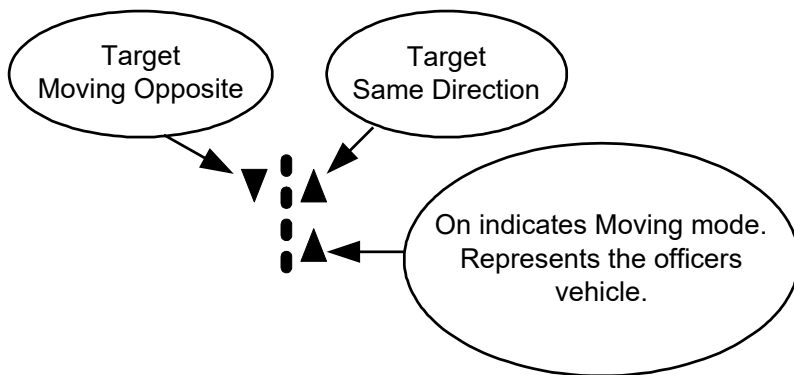 Target
Moving Opposite
Target
Same Direction
On indicates Moving mode.
Represents the officers
vehicle.